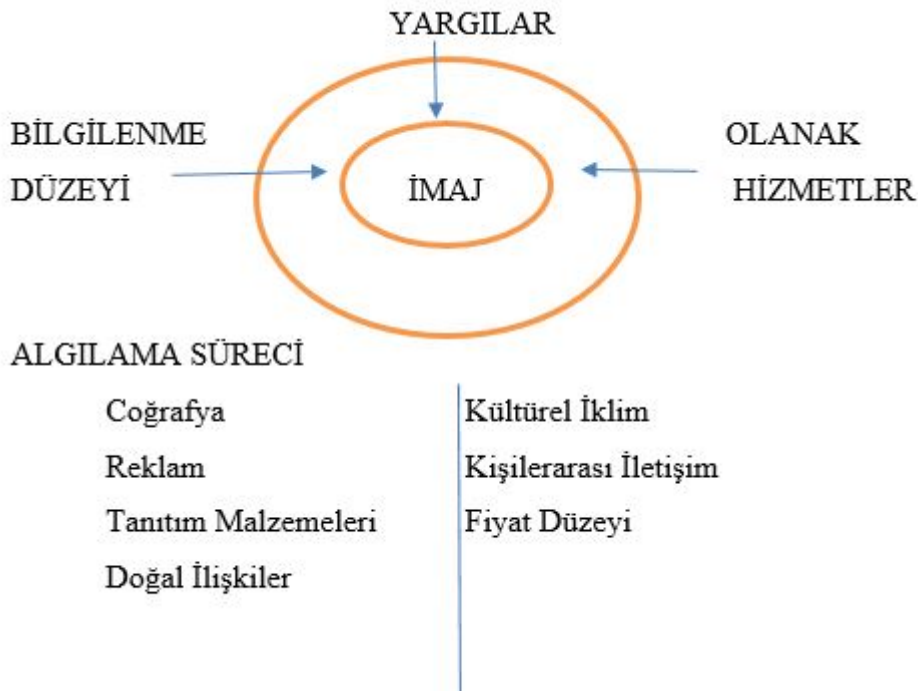 YARGILAR
BİLGİLENME
DÜZEYİ
OLANAK
HİZMETLER
İMAJ
ALGILAMA SÜRECİ
Coğrafya
Reklam
Tanıtım Malzemeleri
Doğal İlişkiler
Kültürel İklim
Kişilerarası İletişim
Fiyat Düzeyi